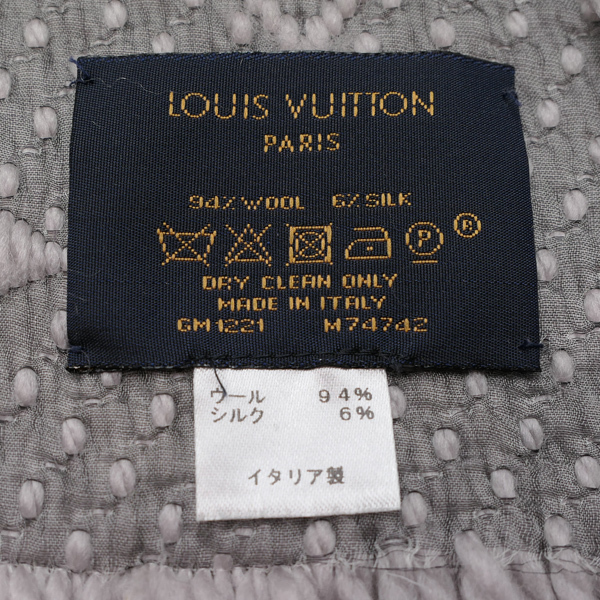 LOUIS VUITTON
PARIS
94% WOOL 6% SILK
P
R
DRY CLEAN ONLY
MADE IN ITALY
GM1221 M74742
ウール 94%
シルク 6%
イタリア製